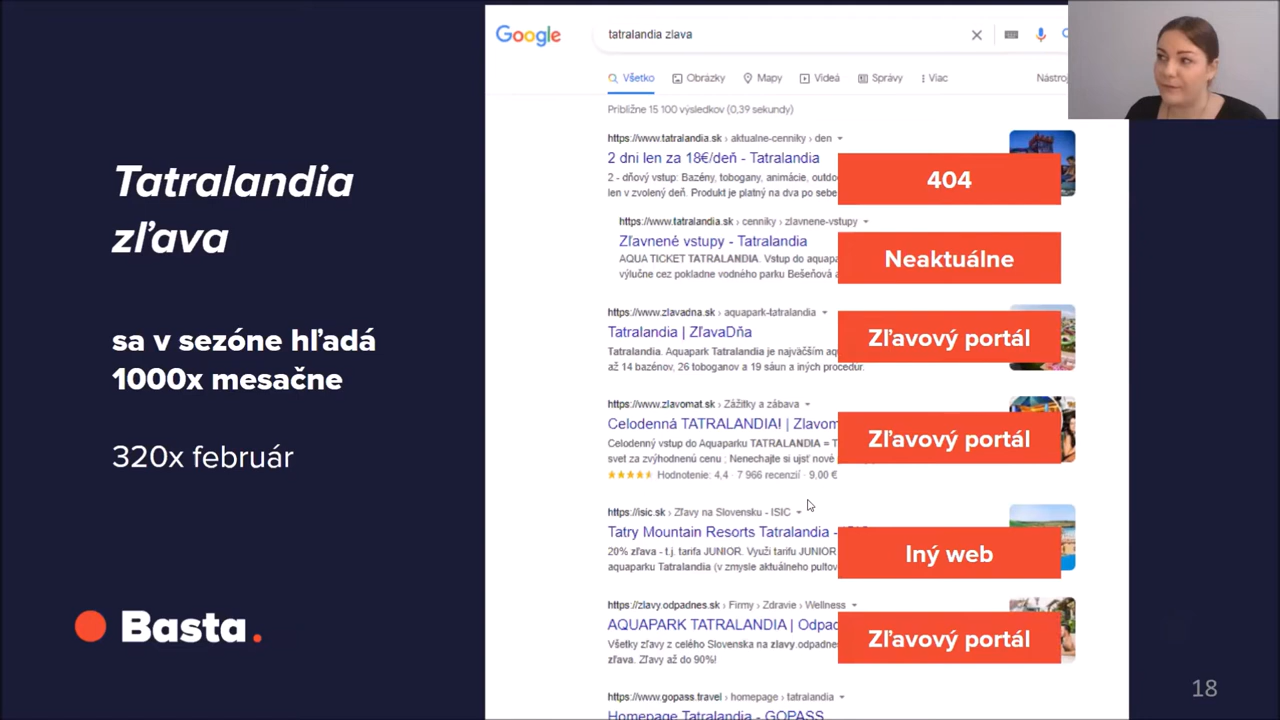 Tatralandia
zľava
sa v sezóne hľadá
1000x mesačne
320x február
Basta.
Google
tatralandia zlava
Všetko
Obrázky
Mapy
Videá
Správy
Viac
Približne 15 100 výsledkov (0,39 sekundy)
https://www.tatralandia.sk › aktualne-cenniky › den
2 dni len za 18€/deň - Tatralandia
2 - dňový vstup: Bazény, tobogany, animácie, outdo
len v zvolený deň. Produkt je platný na dva po sebe
404
https://www.tatralandia.sk › cenniky › zlavnene-vstupy
Zľavnené vstupy - Tatralandia
AQUA TICKET TATRALANDIA. Vstup do aquapa
výlučne cez pokladne vodného parku Bešeňová a
Neaktuálne
https://www.zlavadna.sk › aquapark-tatralandia
Tatralandia | ZľavaDňa
Tatralandia. Aquapark Tatralandia je najväčším aq
až 14 bazénov, 26 toboganov a 19 sáun a iných procedúr.
Zľavový portál
https://www.zlavomat.sk › Zážitky a zábava
Celodenná TATRALANDIA! | Zlavom
Celodenný vstup do Aquaparku TATRALANDIA = T
svet za zvýhodnenú cenu ; Nenechajte si ujsť nové
Hodnotenie: 4,4 · 7 966 recenzií · 9,00 €
Zľavový portál
https://isic.sk › Zľavy na Slovensku - ISIC
Tatry Mountain Resorts Tatralandia -
20% zľava - t.j. tarifa JUNIOR. Využi tarifu JUNIOR
aquaparku Tatralandia (v zmysle aktuálneho pultov
Iný web
https://zlavy.odpadnes.sk › Firmy › Zdravie › Wellness
AQUAPARK TATRALANDIA | Odpad
Všetky zľavy z celého Slovenska na zlavy.odpadne
zľava. Zľavy až do 90%!
Zľavový portál
https://www.gopass.travel › homepage › tatralandia
Homepage Tatralandia - GOPASS
18